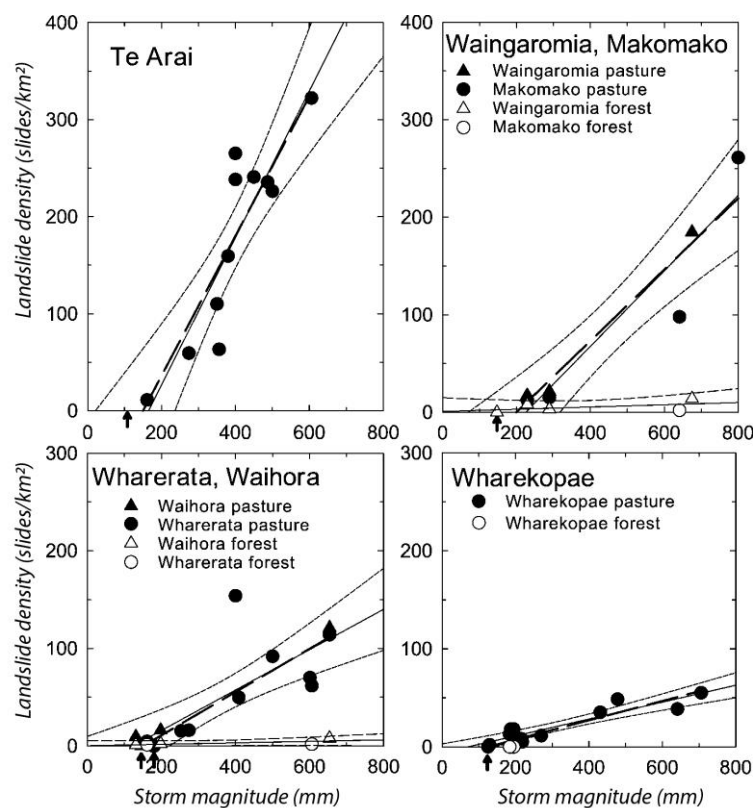 Te Arai
Landslide density (slides/km²)
400
300
200
100
0
0 200 400 600 800
Waingaromia, Makomako
Waingaromia pasture
Makomako pasture
Waingaromia forest
Makomako forest
400
300
200
100
0
0 200 400 600 800
Wharerata, Waihora
Waihora pasture
Wharerata pasture
Waihora forest
Wharerata forest
Landslide density (slides/km²)
300
200
100
0
0 200 400 600 800
Storm magnitude (mm)
Wharekopae
Wharekopae pasture
Wharekopae forest
300
200
100
0
0 200 400 600 800
Storm magnitude (mm)